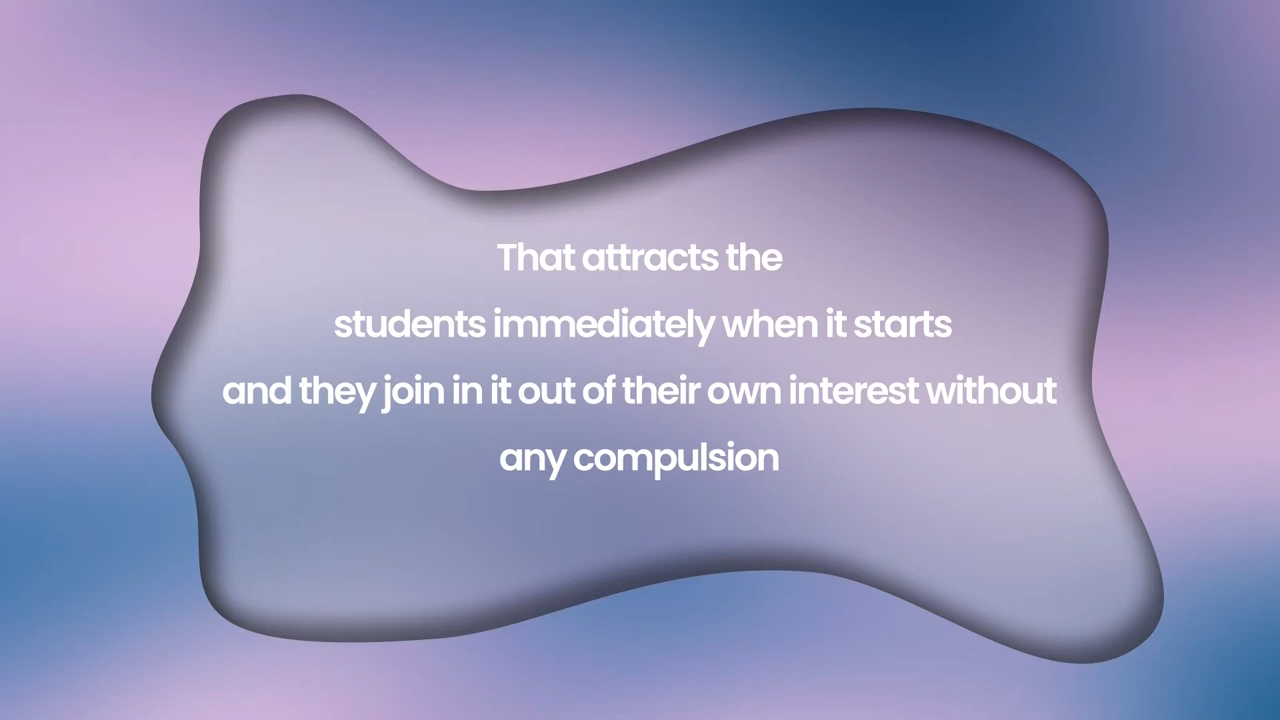 That attracts the
students immediately when it starts
and they join in it out of their own interest without
any compulsion